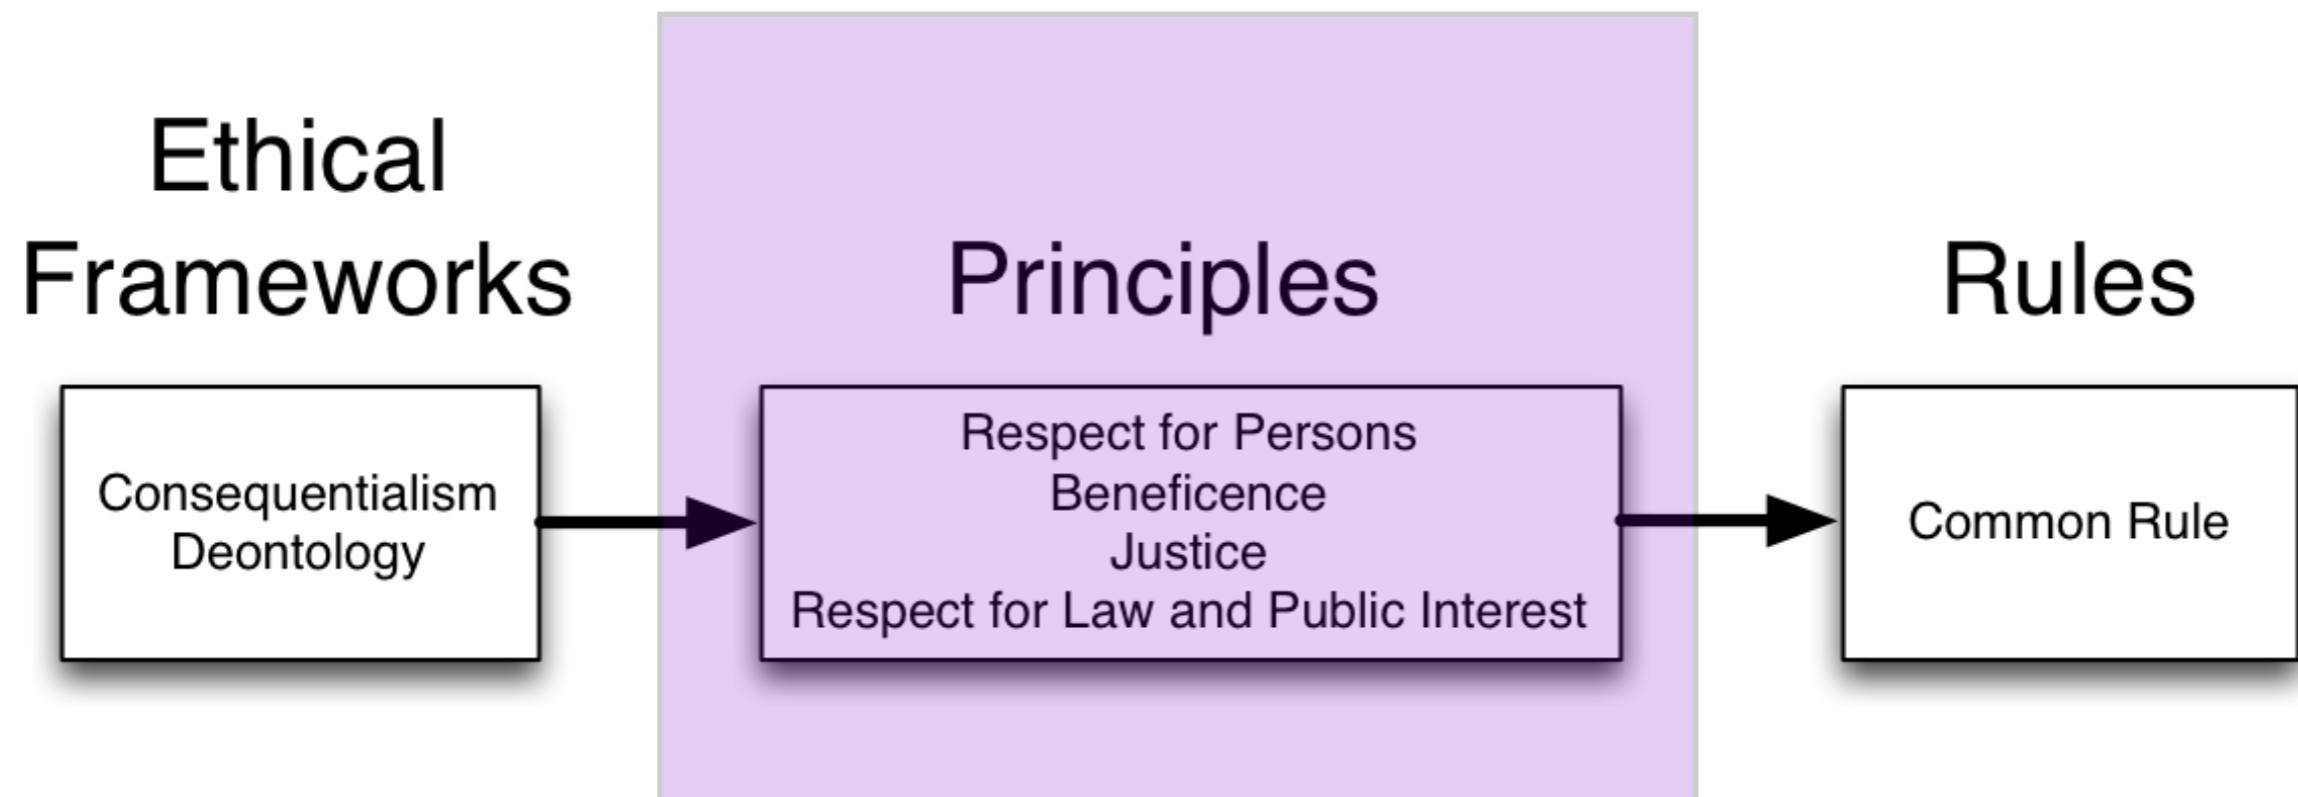 Ethical
Frameworks
Consequentialism
Deontology
Principles
Respect for Persons
Beneficence
Justice
Respect for Law and Public Interest
Rules
Common Rule